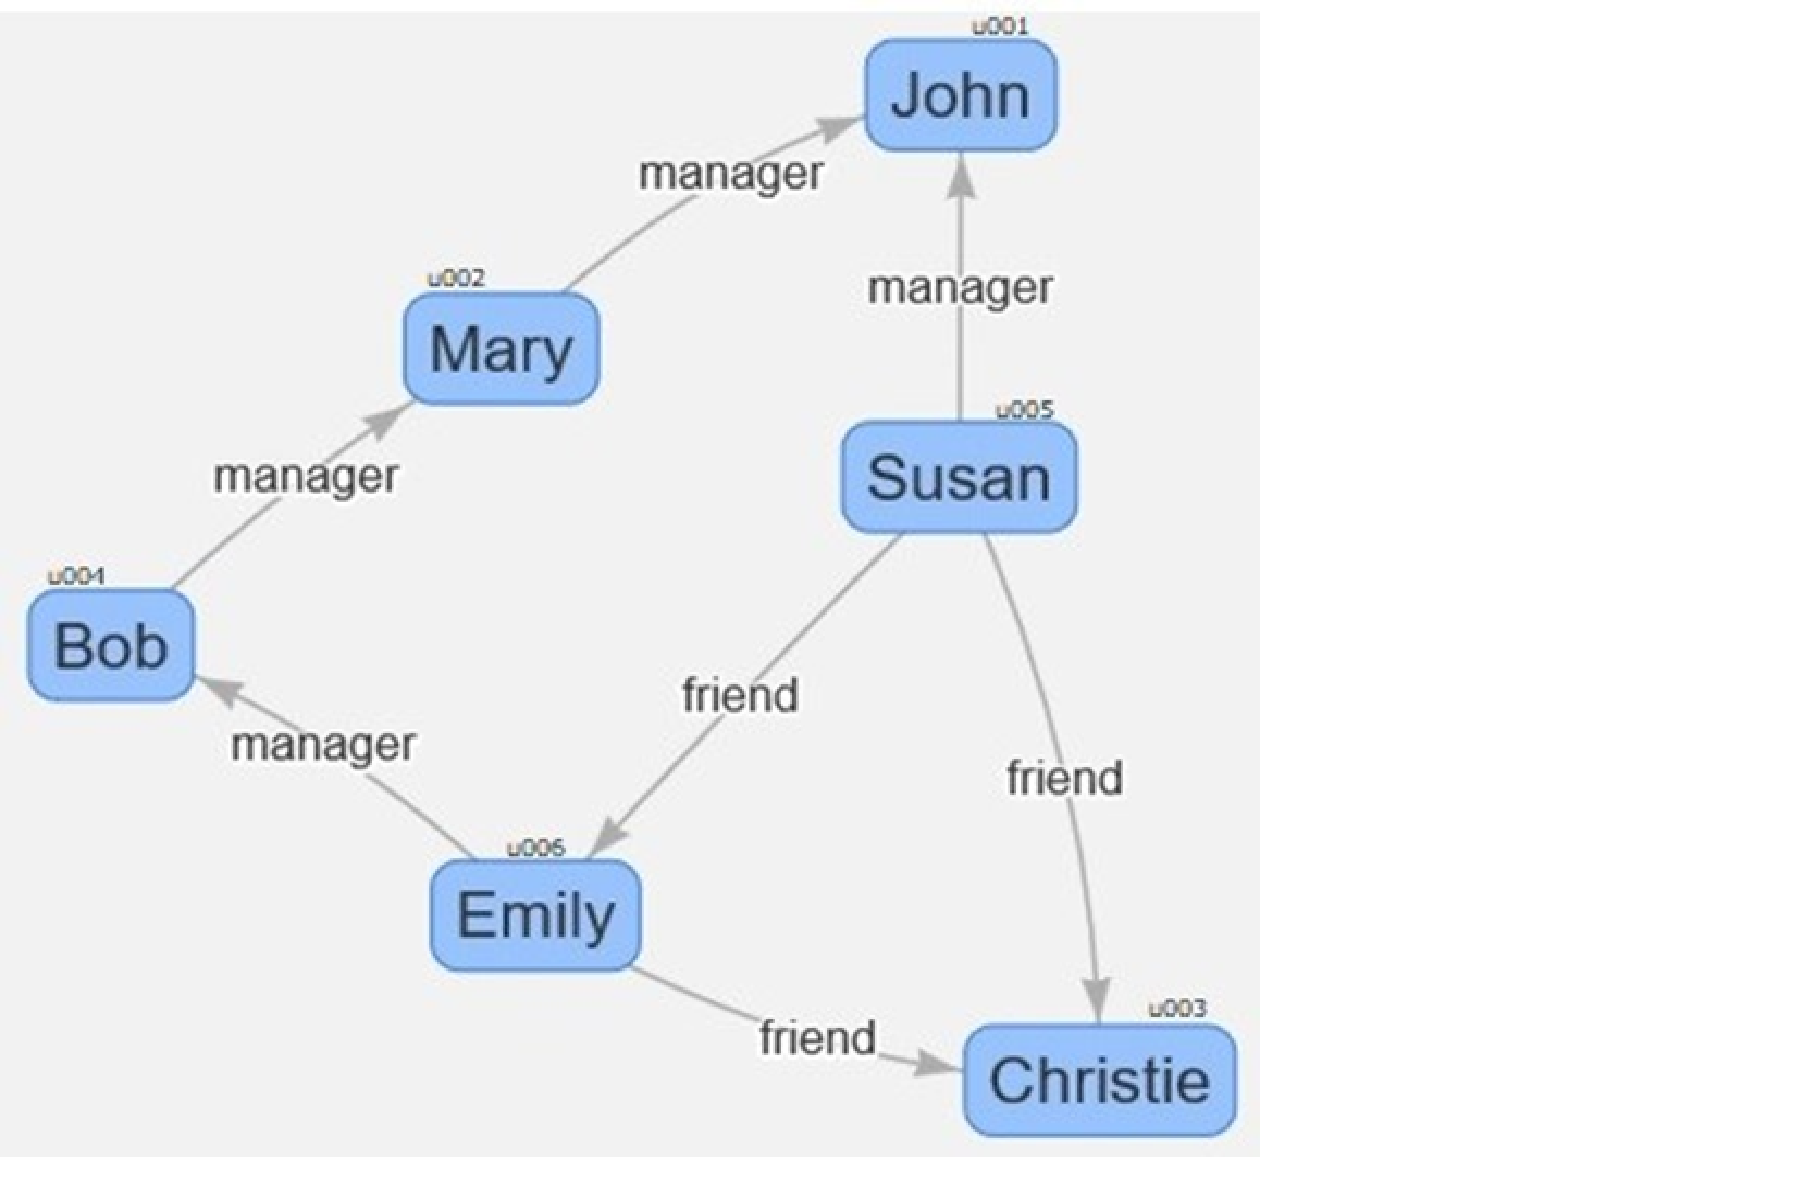 u001
John
manager
manager
u002
Mary
u005
Susan
manager
u004
Bob
friend
manager
friend
u006
Emily
u003
friend
Christie